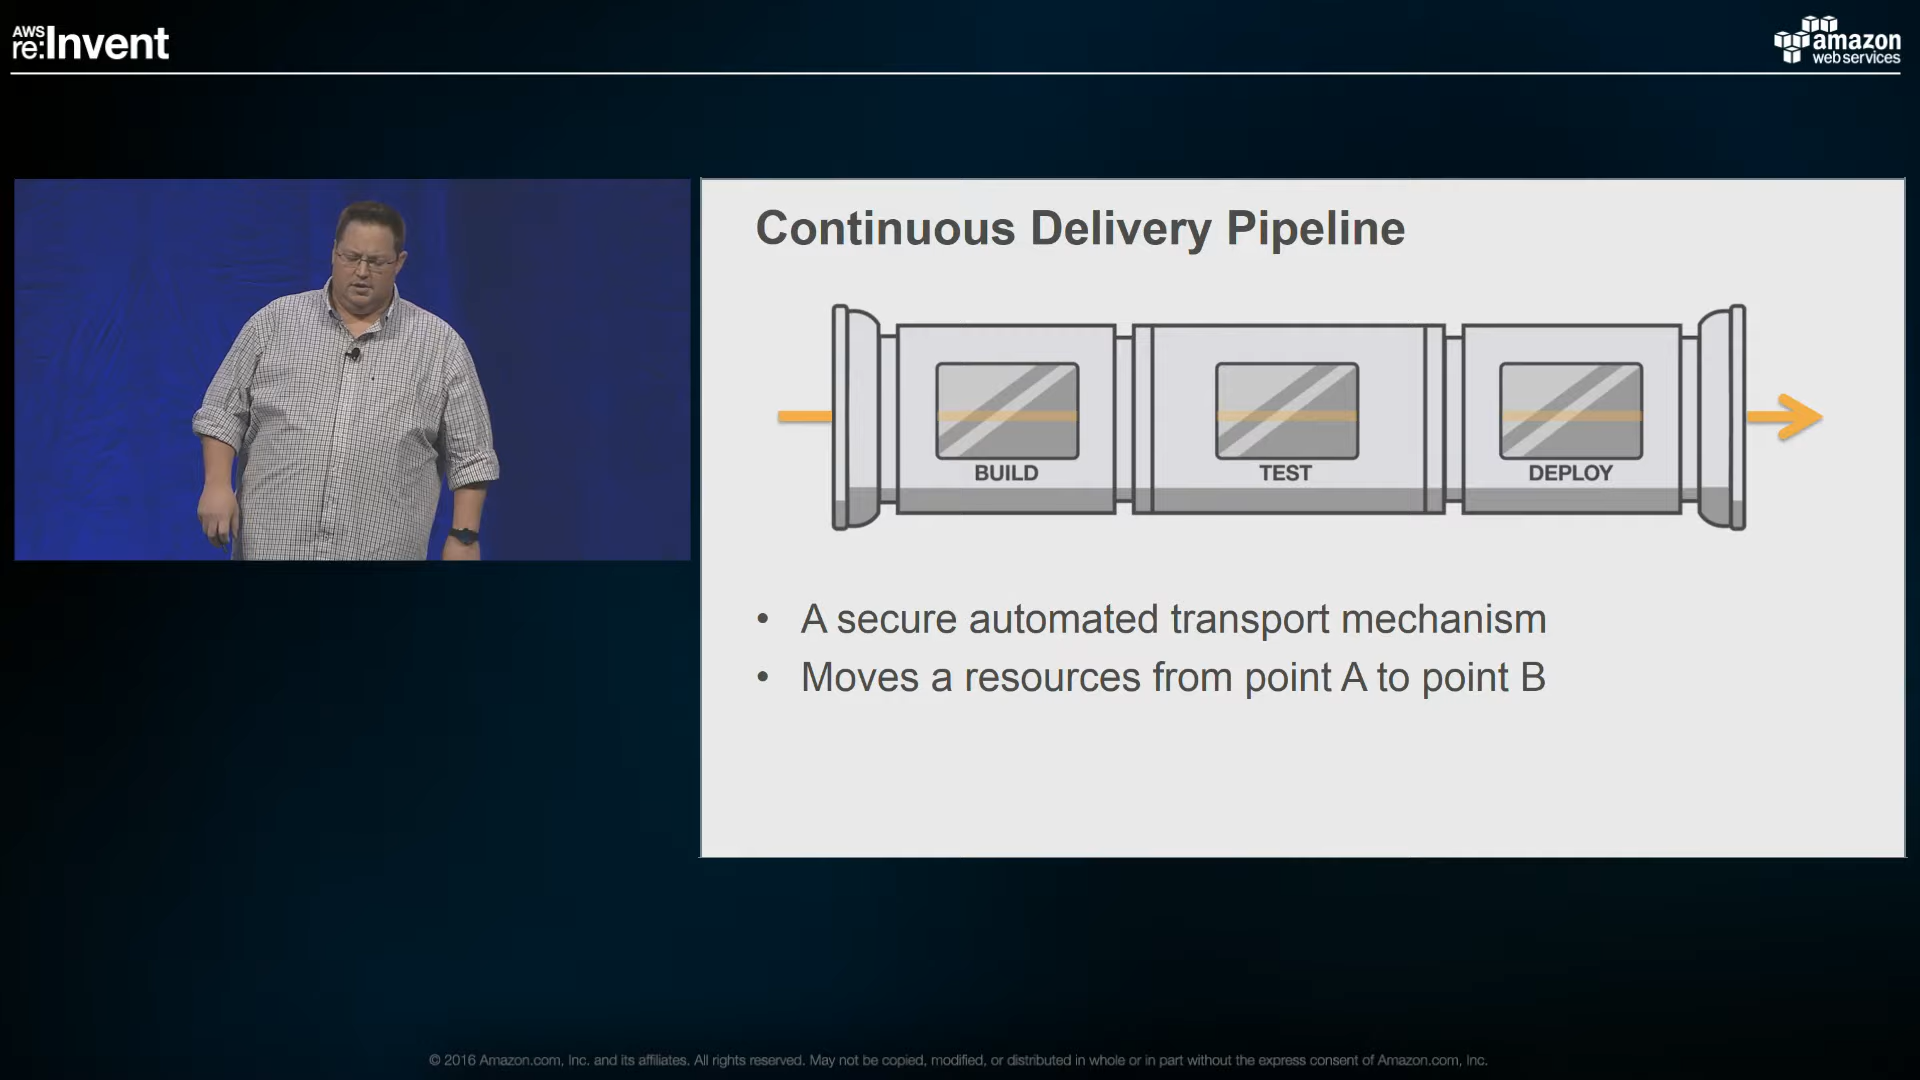 AWS
re:Invent
amazon
web services
Continuous Delivery Pipeline
BUILD
TEST
DEPLOY
• A secure automated transport mechanism
• Moves a resources from point A to point B
© 2016 Amazon.com, Inc. and its affiliates. All rights reserved. May not be copied, modified, or distributed in whole or in part without the express consent of Amazon.com, Inc.